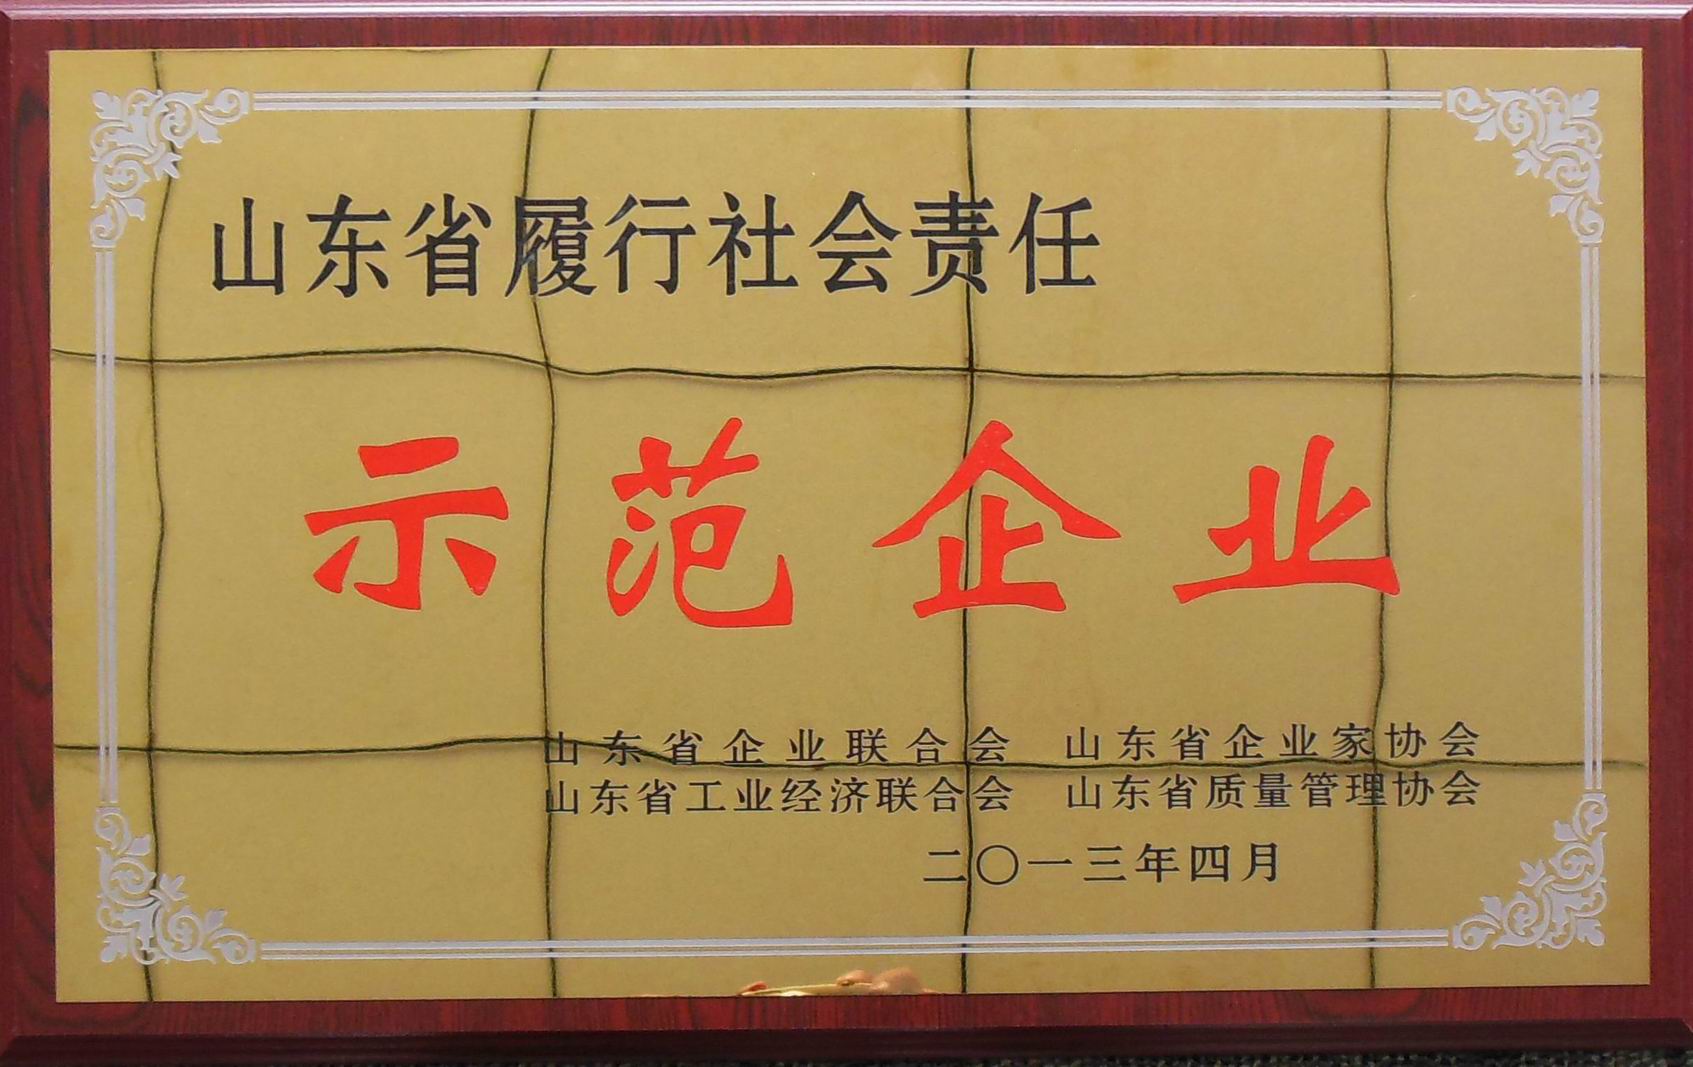 山东省履行社会责任
示范企业
山东省企业联合会 山东省企业家协会
山东省工业经济联合会 山东省质量管理协会
二〇一三年四月